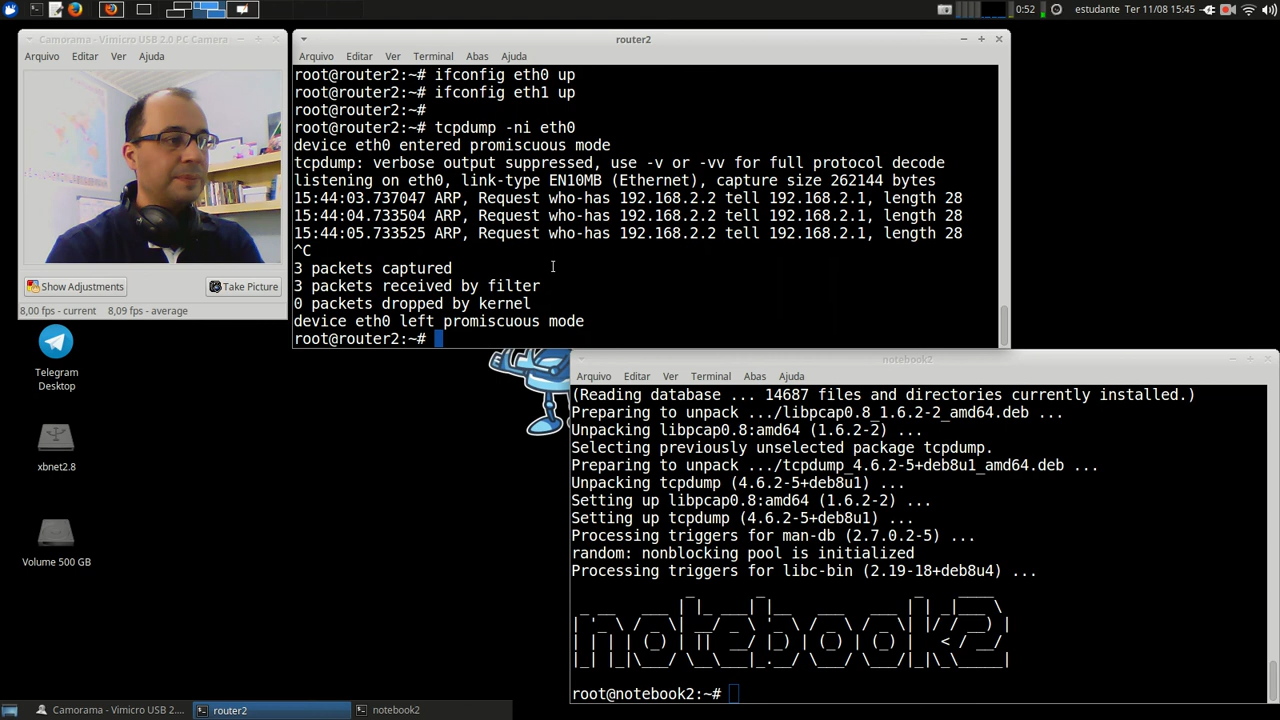 0:52 estudante Ter 11/08 15:45
Camorama - Vimicro USB 2.0 PC Camera
Arquivo Editar Ver Ajuda
Show Adjustments Take Picture
8,00 fps - current 8,09 fps - average
router2
Arquivo Editar Ver Terminal Abas Ajuda
root@router2:~# ifconfig eth0 up
root@router2:~# ifconfig eth1 up
root@router2:~#
root@router2:~# tcpdump -ni eth0
device eth0 entered promiscuous mode
tcpdump: verbose output suppressed, use -v or -vv for full protocol decode
listening on eth0, link-type EN10MB (Ethernet), capture size 262144 bytes
15:44:03.737047 ARP, Request who-has 192.168.2.2 tell 192.168.2.1, length 28
15:44:04.733504 ARP, Request who-has 192.168.2.2 tell 192.168.2.1, length 28
15:44:05.733525 ARP, Request who-has 192.168.2.2 tell 192.168.2.1, length 28
^C
3 packets captured
3 packets received by filter
0 packets dropped by kernel
device eth0 left promiscuous mode
root@router2:~#
Telegram
Desktop
xbnet2.8
Volume 500 GB
notebook2
Arquivo Editar Ver Terminal Abas Ajuda
(Reading database ... 14687 files and directories currently installed.)
Preparing to unpack .../libpcap0.8_1.6.2-2_amd64.deb ...
Unpacking libpcap0.8:amd64 (1.6.2-2) ...
Selecting previously unselected package tcpdump.
Preparing to unpack .../tcpdump_4.6.2-5+deb8u1_amd64.deb ...
Unpacking tcpdump (4.6.2-5+deb8u1) ...
Setting up libpcap0.8:amd64 (1.6.2-2) ...
Setting up tcpdump (4.6.2-5+deb8u1) ...
Processing triggers for man-db (2.7.0.2-5) ...
random: nonblocking pool is initialized
Processing triggers for libc-bin (2.19-18+deb8u4) ...
notebook2
root@notebook2:~#
Camorama - Vimicro USB 2.... router2 notebook2